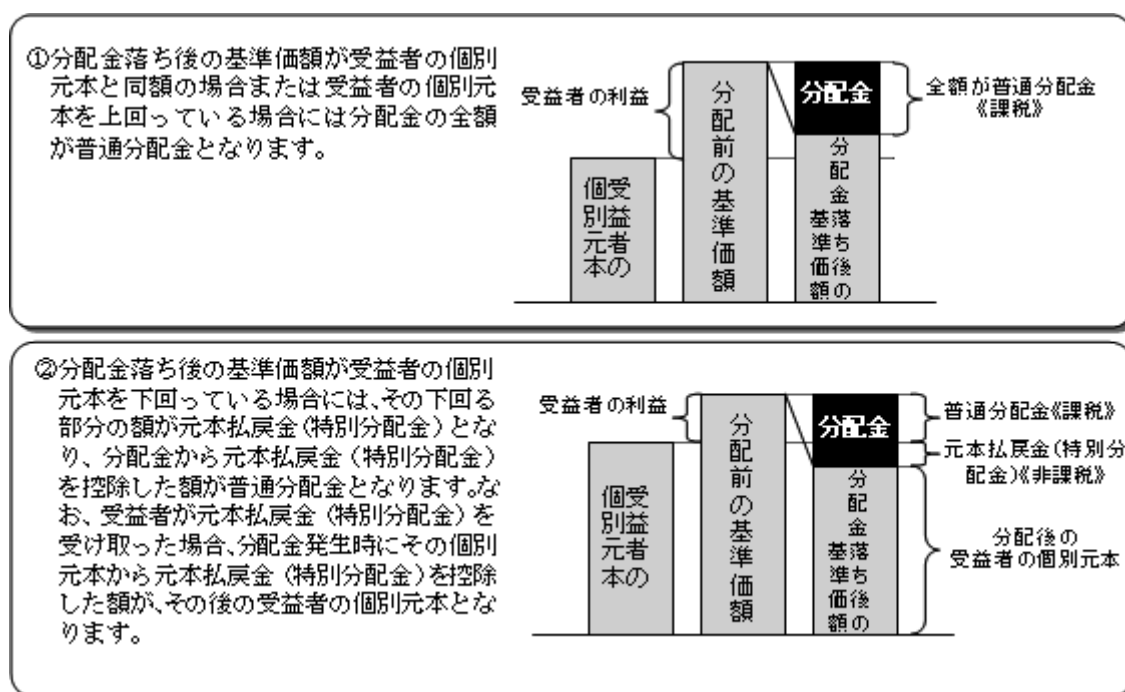 ①分配金落ち後の基準価額が受益者の個別
元本と同額の場合または受益者の個別元
本を上回っている場合には分配金の全額
が普通分配金となります。
受益者の利益
受益者の
個別元本
分配前の基準価額
分配金
分配金落ち後の
基準価額
全額が普通分配金
《課税》
②分配金落ち後の基準価額が受益者の個別
元本を下回っている場合には、その下回る
部分の額が元本払戻金(特別分配金)とな
り、分配金から元本払戻金(特別分配金)
を控除した額が普通分配金となります。な
お、受益者が元本払戻金(特別分配金)を
受け取った場合、分配金発生時にその個別
元本から元本払戻金(特別分配金)を控除
した額が、その後の受益者の個別元本とな
ります。
受益者の利益
受益者の
個別元本
分配前の基準価額
分配金
分配金落ち後の
基準価額
普通分配金《課税》
元本払戻金(特別分
配金)《非課税》
分配後の
受益者の個別元本